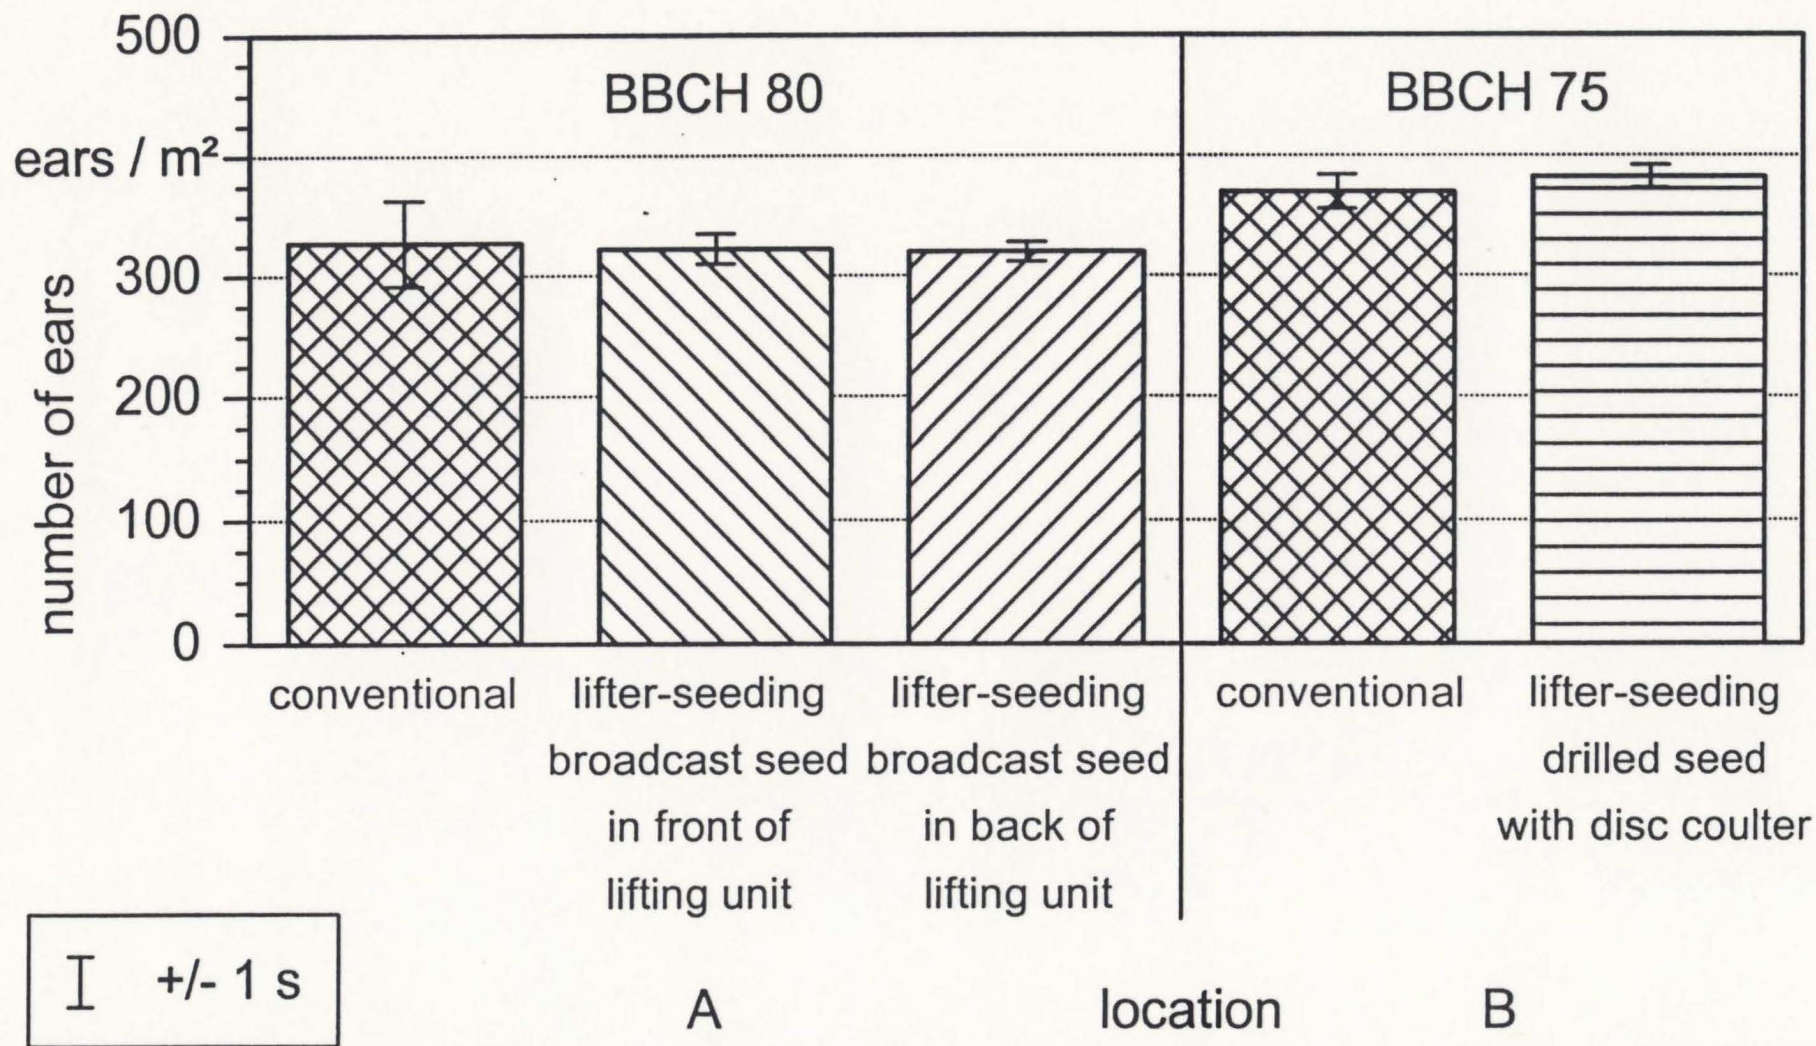 500
BBCH 80
BBCH 75
ears / m²
300
200
100
0
number of ears
conventional
lifter-seeding
broadcast seed
in front of
lifting unit
lifter-seeding
broadcast seed
in back of
lifting unit
conventional
lifter-seeding
drilled seed
with disc coulter
+/- 1 s
A
location
B